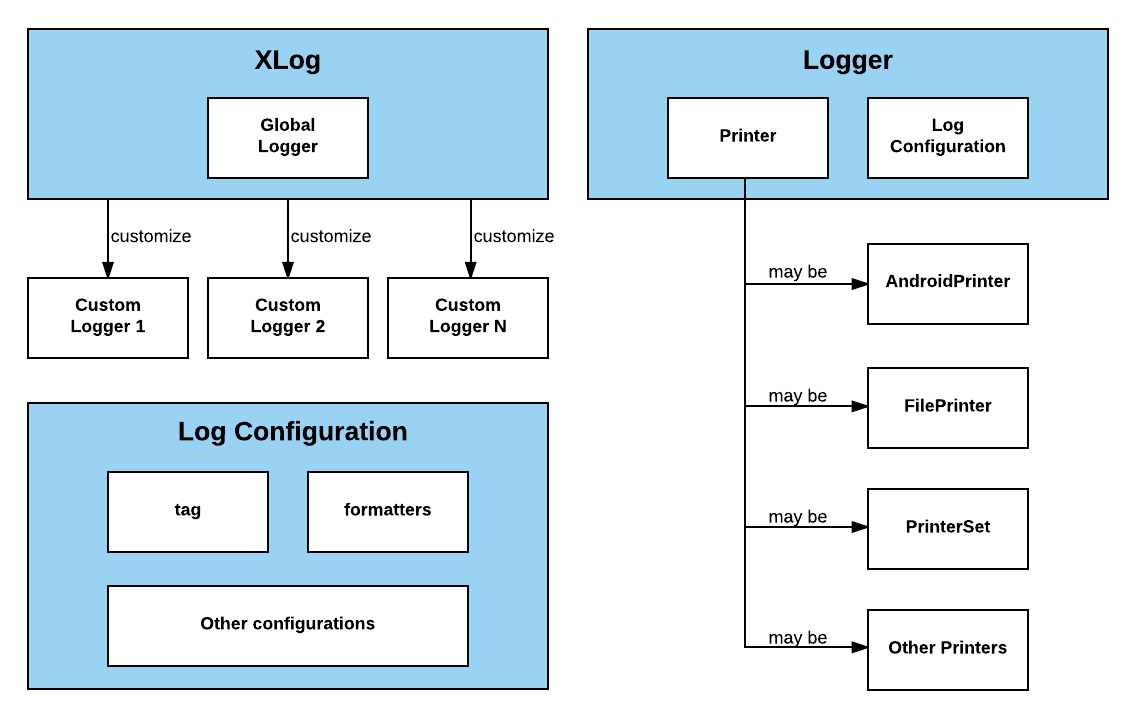 XLog
Global
Logger
customize
customize
customize
Custom
Logger 1
Custom
Logger 2
Custom
Logger N
Log Configuration
tag
formatters
Other configurations
Logger
Printer
Log
Configuration
may be
AndroidPrinter
may be
FilePrinter
may be
PrinterSet
may be
Other Printers